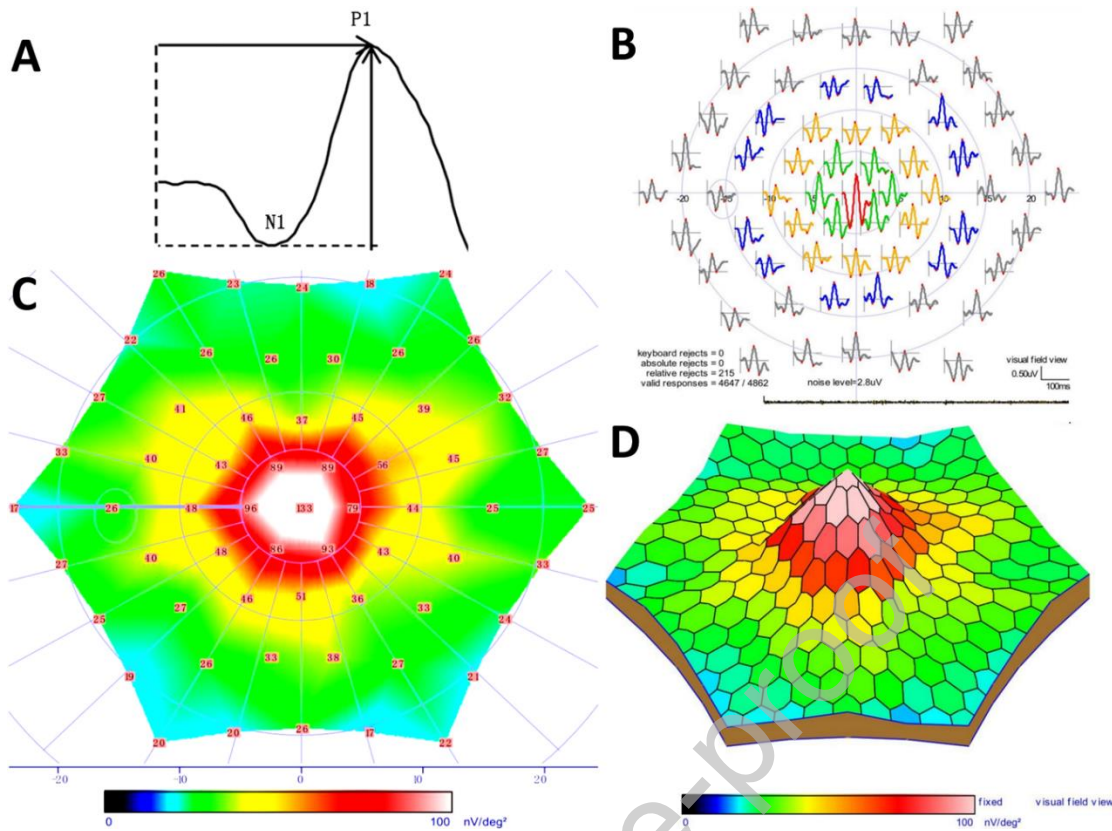 A
P1
N1
B
-20 -15 -10 -5 0 5 10 15 20
keyboard rejects = 0
absolute rejects = 0
relative rejects = 215
valid responses = 4647 / 4862
noise level=2.8uV
visual field view
0.50uV
100ms
C
26 23 24 18 24
22 26 30 26 26
27 41 46 37 45 39 27
33 40 43 89 89 56 45 33
17 26 48 96 133 79 44 25 25
27 40 48 86 93 43 40 29
25 27 46 51 36 33 24
19 26 33 38 27 21
20 20 26 17 22
-20 -10 0 10 20
0 100
nV/deg²
D
fixed visual field view
0 100 nV/deg²
e-proof